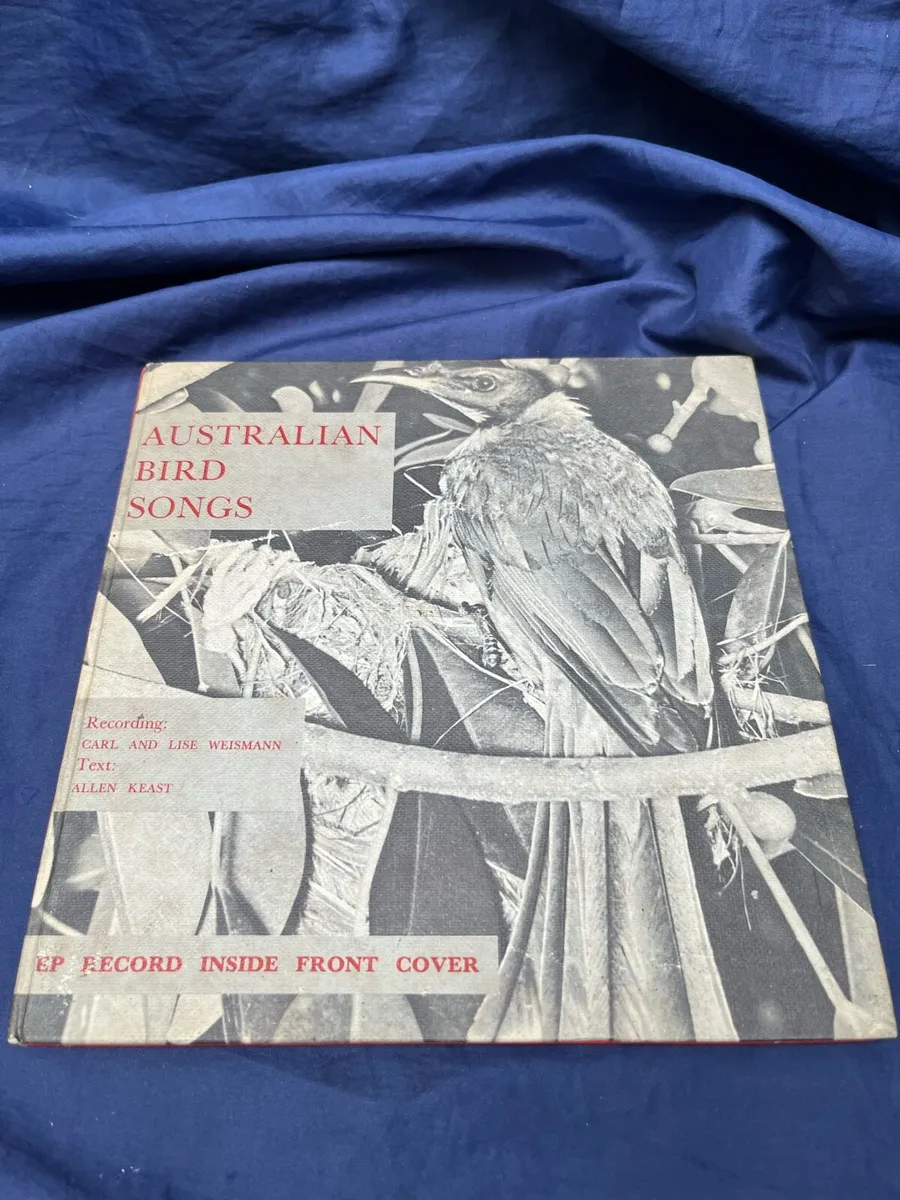 AUSTRALIAN
BIRD
SONGS
Recording:
CARL AND LISE WEISMANN
Text:
ALLEN KEAST
EP RECORD INSIDE FRONT COVER